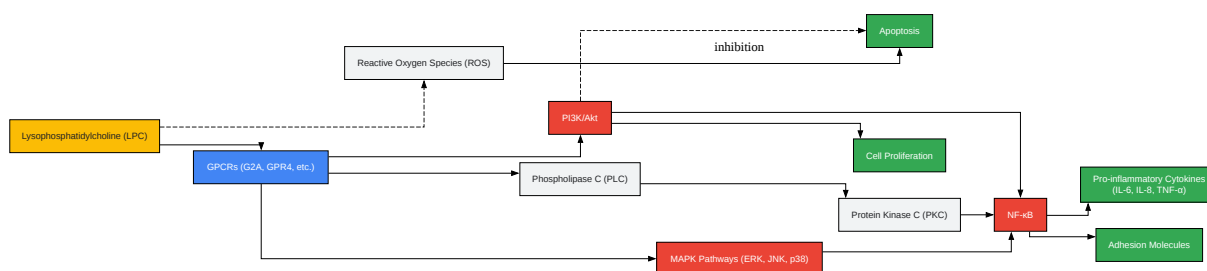 Apoptosis
inhibition
Reactive Oxygen Species (ROS)
PI3K/Akt
Lysophosphatidylcholine (LPC)
Cell Proliferation
GPCRs (G2A, GPR4, etc.)
Phospholipase C (PLC)
Pro-inflammatory Cytokines
(IL-6, IL-8, TNF-α)
Protein Kinase C (PKC)
NF-κB
Adhesion Molecules
MAPK Pathways (ERK, JNK, p38)